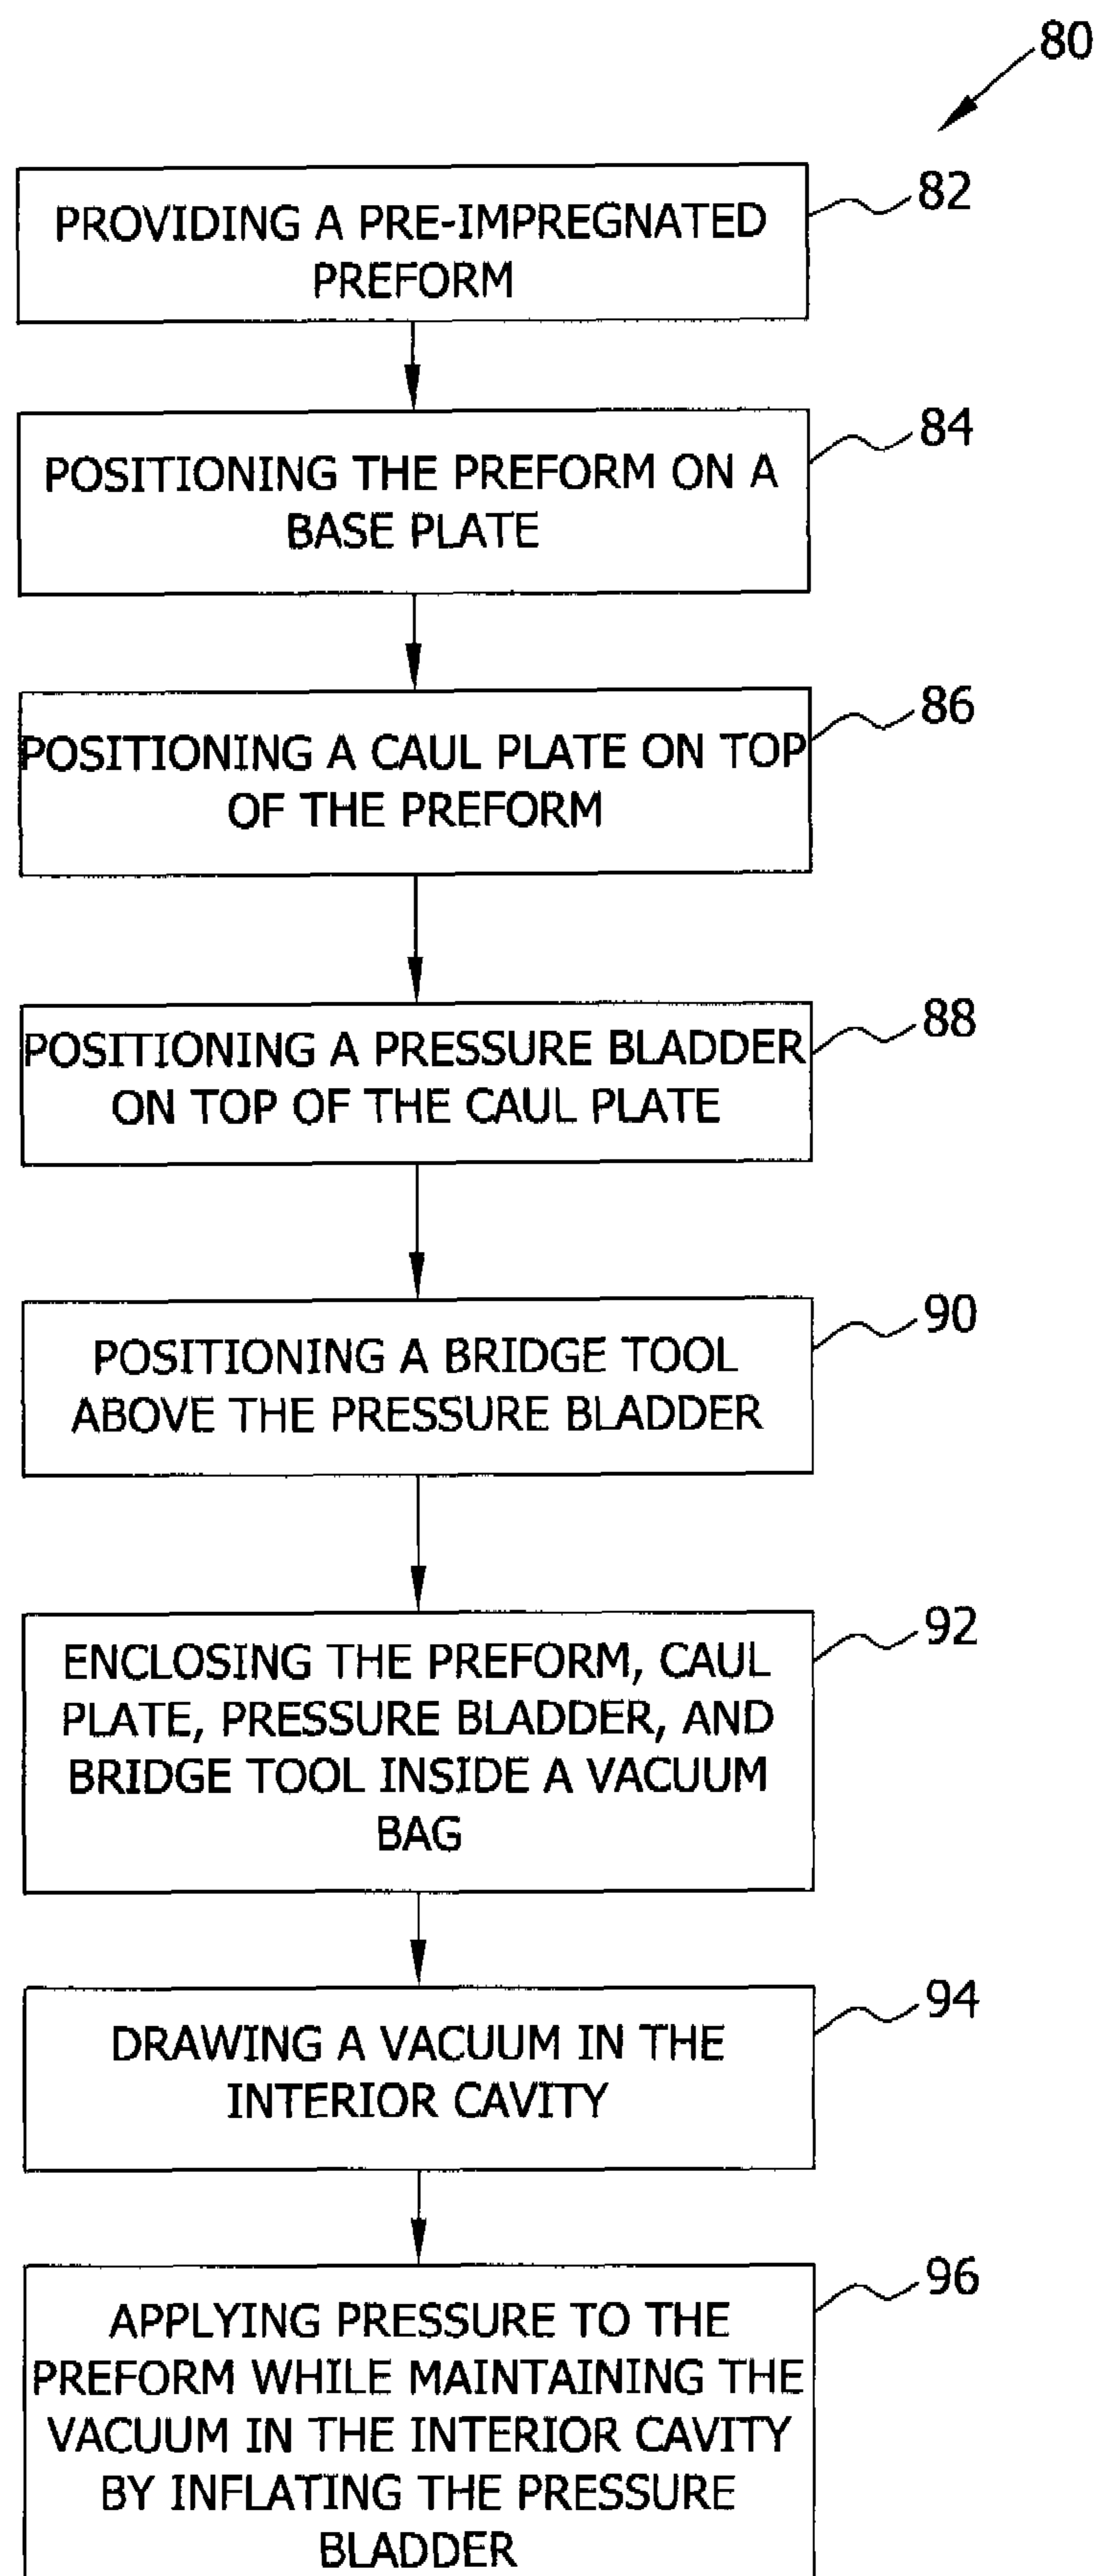 80
82
PROVIDING A PRE-IMPREGNATED
PREFORM
84
POSITIONING THE PREFORM ON A
BASE PLATE
86
POSITIONING A CAUL PLATE ON TOP
OF THE PREFORM
88
POSITIONING A PRESSURE BLADDER
ON TOP OF THE CAUL PLATE
90
POSITIONING A BRIDGE TOOL
ABOVE THE PRESSURE BLADDER
92
ENCLOSING THE PREFORM, CAUL
PLATE, PRESSURE BLADDER, AND
BRIDGE TOOL INSIDE A VACUUM
BAG
94
DRAWING A VACUUM IN THE
INTERIOR CAVITY
96
APPLYING PRESSURE TO THE
PREFORM WHILE MAINTAINING THE
VACUUM IN THE INTERIOR CAVITY
BY INFLATING THE PRESSURE
BLADDER